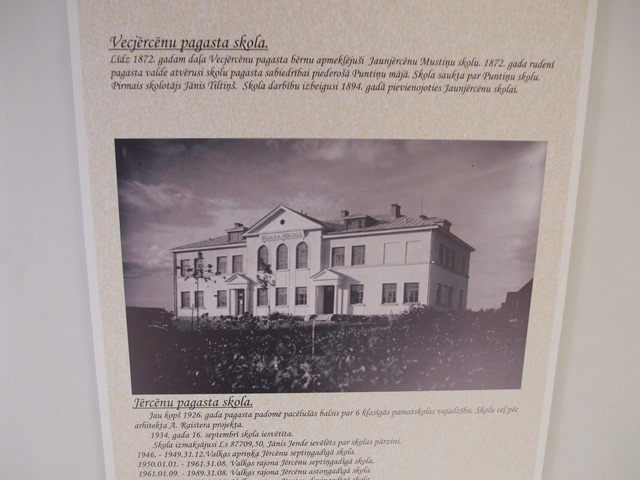 Vecjērcēnu pagasta skola.
Līdz 1872. gadam daļa Vecjērcēnu pagasta bērnu apmeklējuši Jaunjērcēnu Mustiņu skolu. 1872. gada rudenī
pagasta valde atvērusi skolu pagasta sabiedrībai piederošā Puntiņu mājā. Skola saukta par Puntiņu skolu.
Pirmais skolotājs Jānis Tiltiņš. Skola darbību izbeigusi 1894. gadā pievienojoties Jaunjērcēnu skolai.
Jērcēnu pagasta skola.
Jau kopš 1926. gada pagasta padomē pacēlušās balsis par 6 klasīgās pamatskolas vajadzību. Skolu ceļ pēc
arhitekta A. Raistera projekta.
1934. gada 16. septembrī skola iesvētīta.
Skola izmaksājusi Ls 87709,50, Jānis Jende ievēlēts par skolas pārzini.
1946. - 1949.31.12. Valkas apriņķa Jērcēnu septiņgadīgā skola.
1950.01.01. - 1961.31.08. Valkas rajona Jērcēnu septiņgadīgā skola.
1961.01.09. - 1989.31.08. Valkas rajona Jērcēnu astoņgadīgā skola.